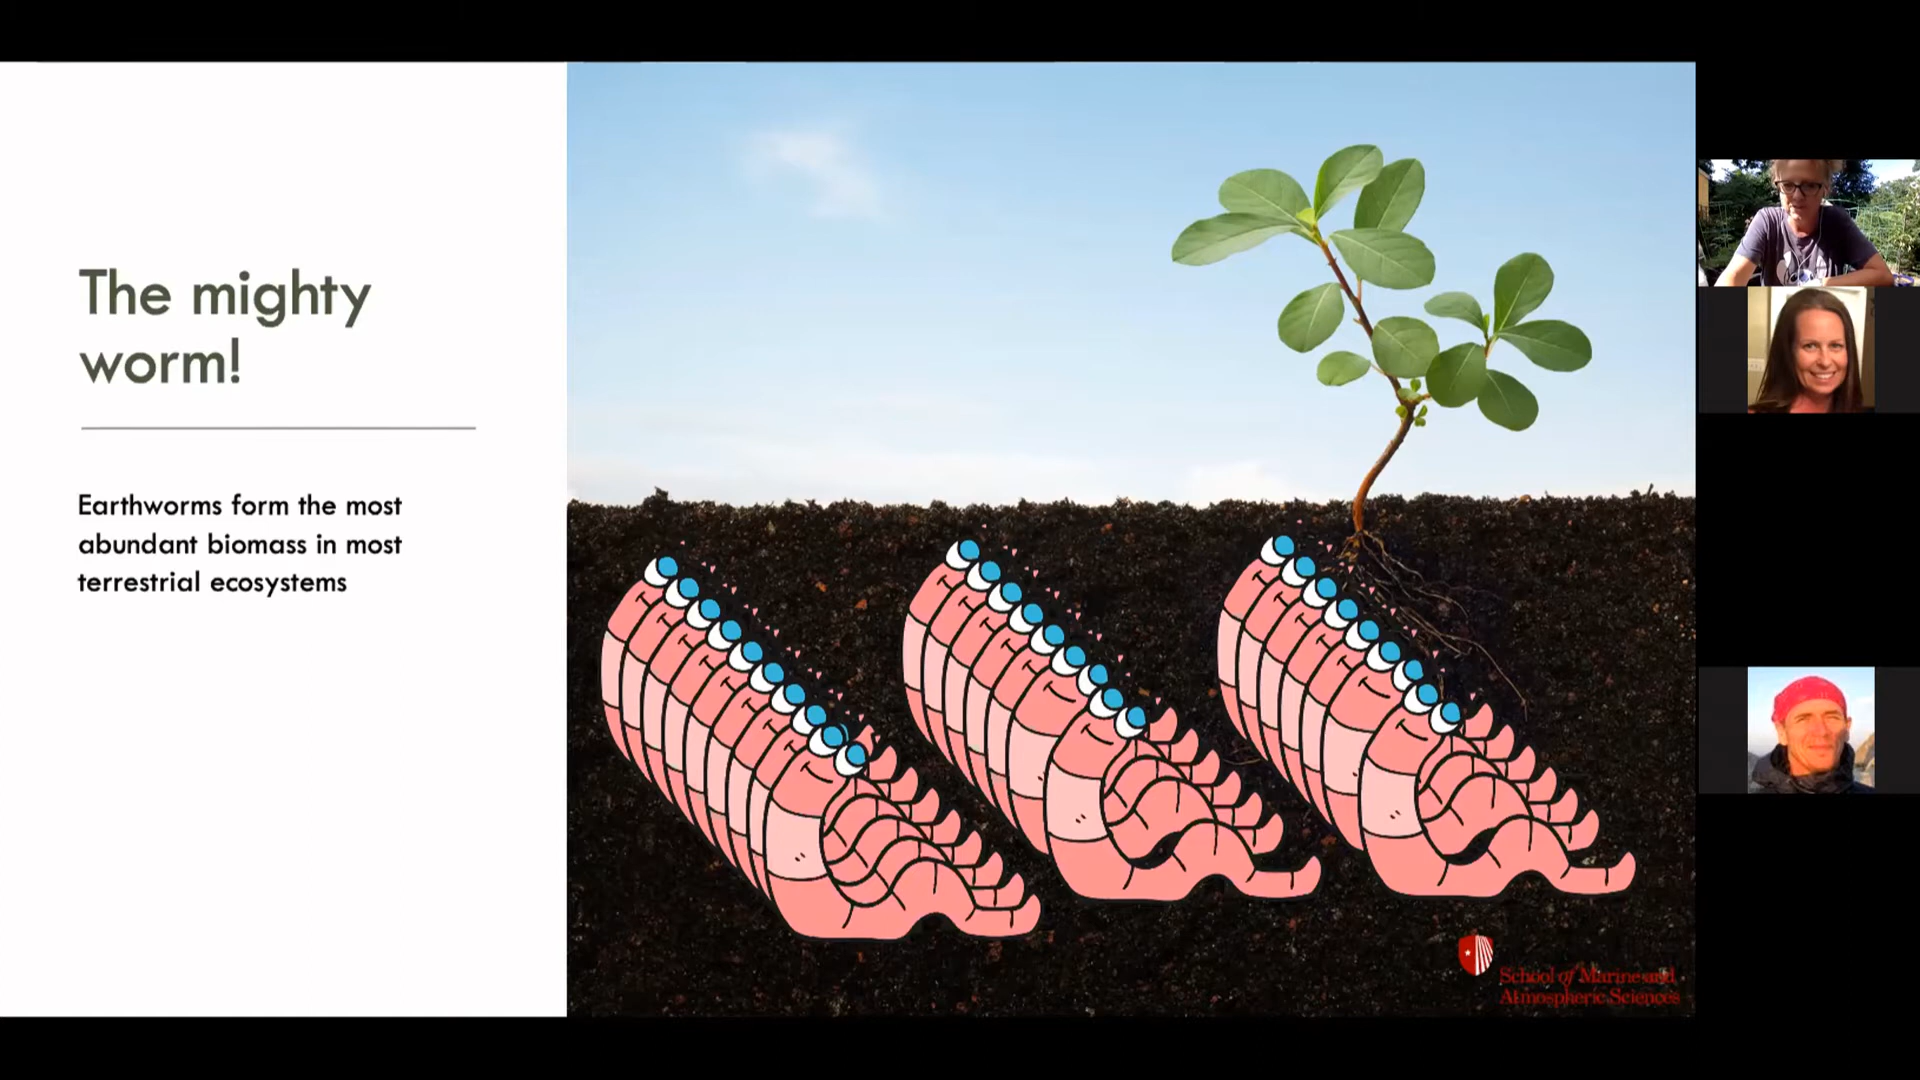 The mighty
worm!
Earthworms form the most
abundant biomass in most
terrestrial ecosystems
School of Marine and
Atmospheric Sciences